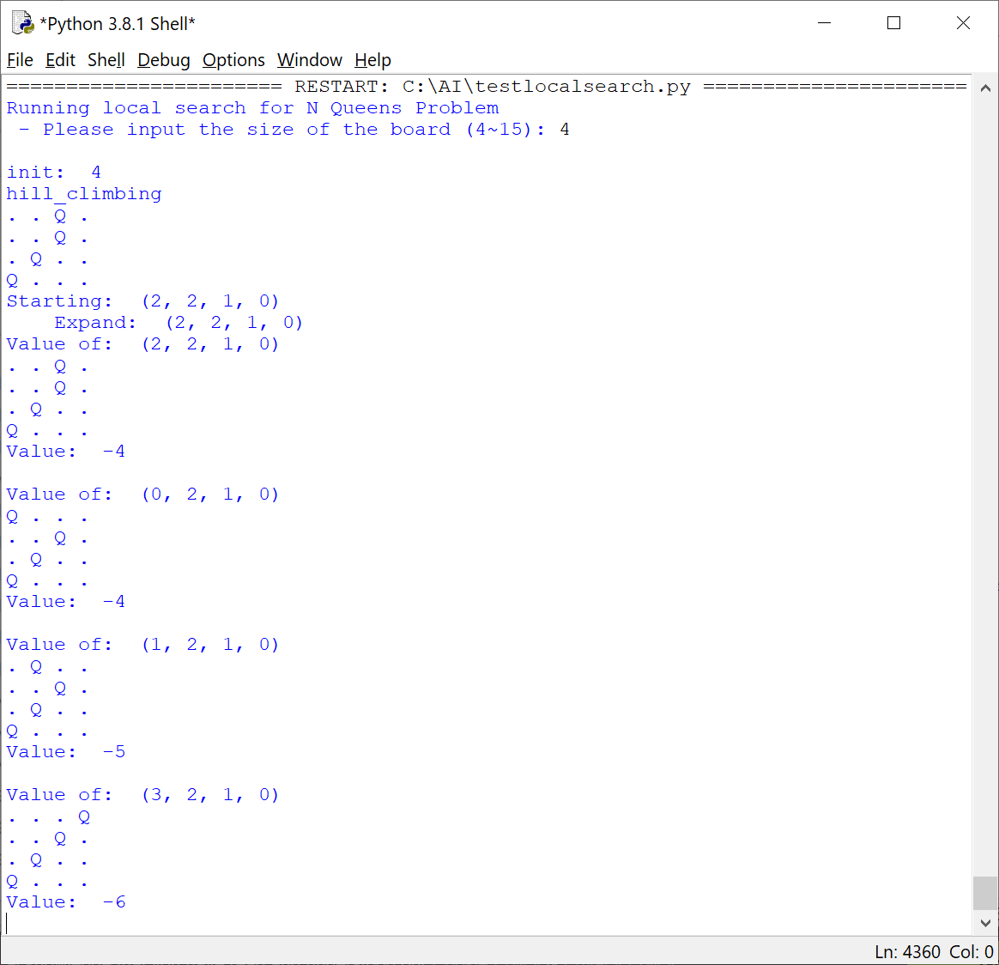 *Python 3.8.1 Shell*
File Edit Shell Debug Options Window Help
======================= RESTART: C:\AI\testlocalsearch.py ======================
Running local search for N Queens Problem
 - Please input the size of the board (4~15): 4

init:  4
hill_climbing
. . Q .
. . Q .
. Q . .
Q . . .
Starting:  (2, 2, 1, 0)
    Expand:  (2, 2, 1, 0)
Value of:  (2, 2, 1, 0)
. . Q .
. . Q .
. Q . .
Q . . .
Value:  -4

Value of:  (0, 2, 1, 0)
Q . . .
. . Q .
. Q . .
Q . . .
Value:  -4

Value of:  (1, 2, 1, 0)
. Q . .
. . Q .
. Q . .
Q . . .
Value:  -5

Value of:  (3, 2, 1, 0)
. . . Q
. . Q .
. Q . .
Q . . .
Value:  -6
Ln: 4360 Col: 0